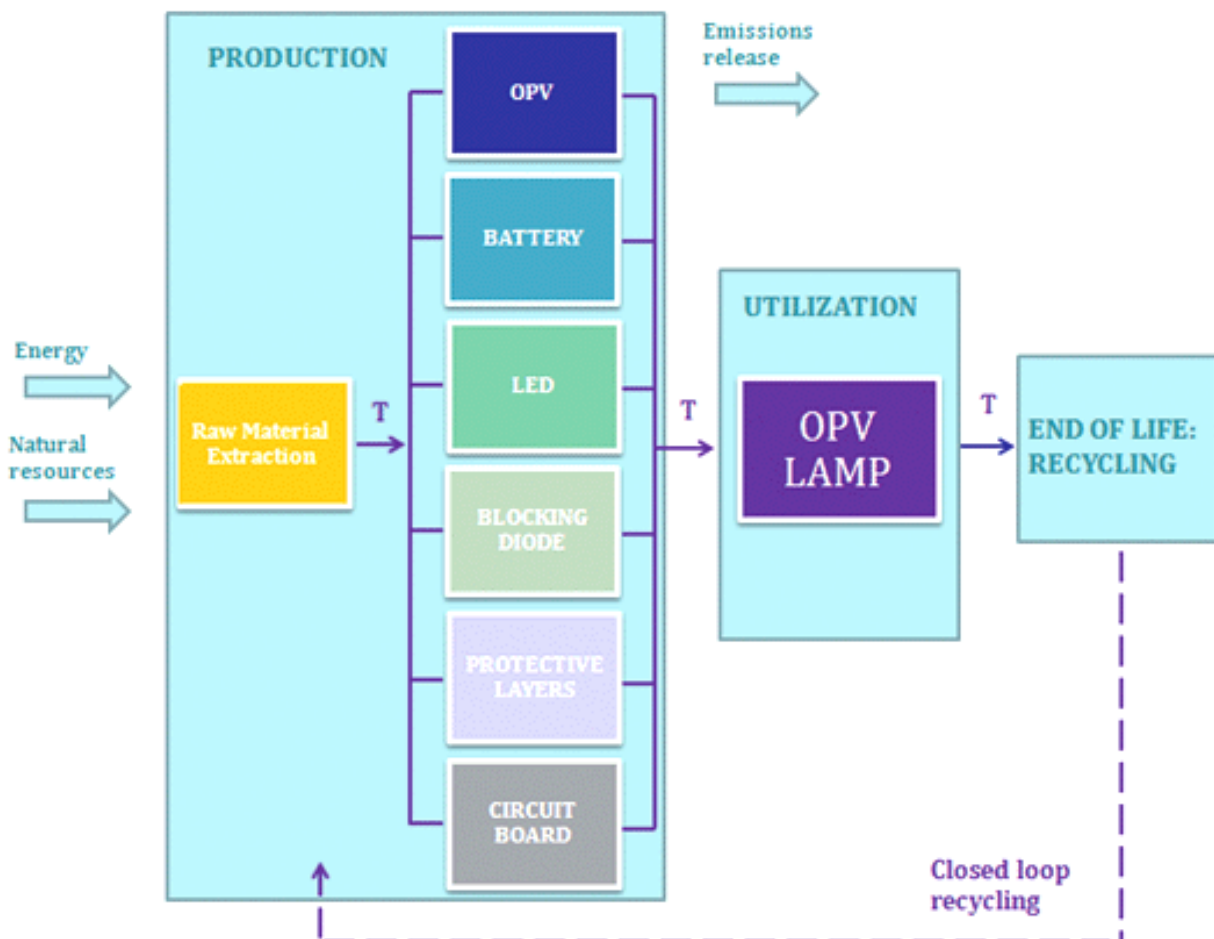 PRODUCTION
Emissions
release
OPV
BATTERY
LED
BLOCKING
DIODE
PROTECTIVE
LAYERS
CIRCUIT
BOARD
Energy
Natural
resources
Raw Material
Extraction
T
T
UTILIZATION
OPV
LAMP
T
END OF LIFE:
RECYCLING
Closed loop
recycling